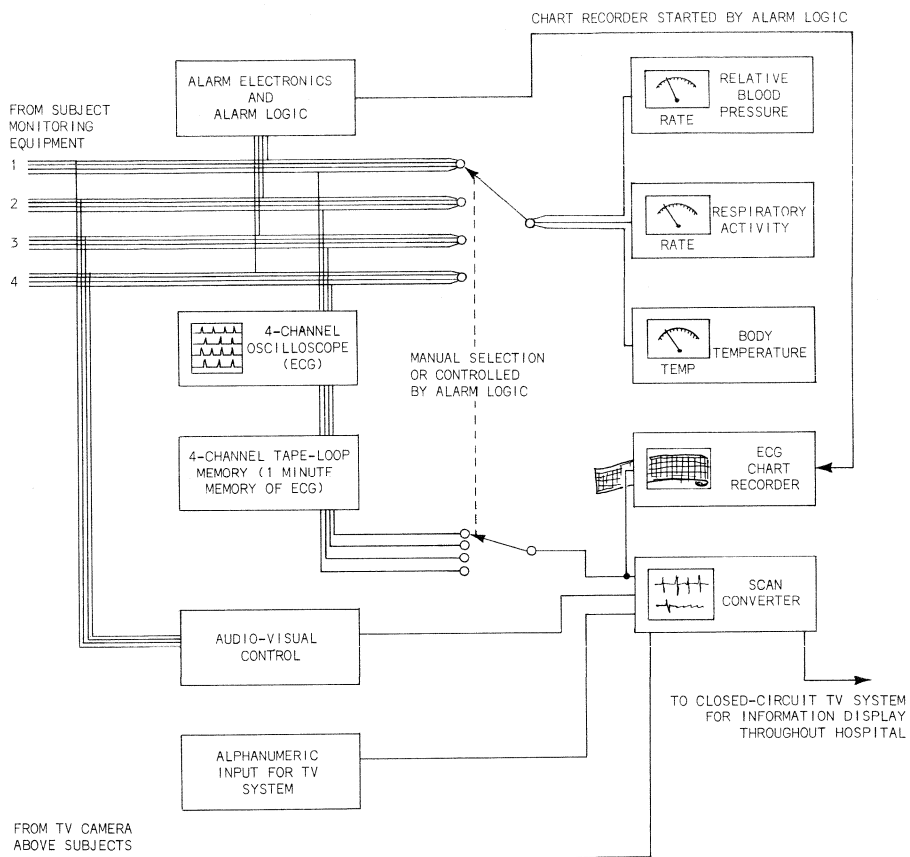 CHART RECORDER STARTED BY ALARM LOGIC
ALARM ELECTRONICS
AND
ALARM LOGIC
RELATIVE
BLOOD
PRESSURE
RATE
FROM SUBJECT
MONITORING
EQUIPMENT
1
2
3
4
RESPIRATORY
ACTIVITY
RATE
4-CHANNEL
OSCILLOSCOPE
(ECG)
BODY
TEMPERATURE
TEMP
MANUAL SELECTION
OR CONTROLLED
BY ALARM LOGIC
4-CHANNEL TAPE-LOOP
MEMORY (1 MINUTE
MEMORY OF ECG)
ECG
CHART
RECORDER
SCAN
CONVERTER
AUDIO-VISUAL
CONTROL
TO CLOSED-CIRCUIT TV SYSTEM
FOR INFORMATION DISPLAY
THROUGHOUT HOSPITAL
ALPHANUMERIC
INPUT FOR TV
SYSTEM
FROM TV CAMERA
ABOVE SUBJECTS